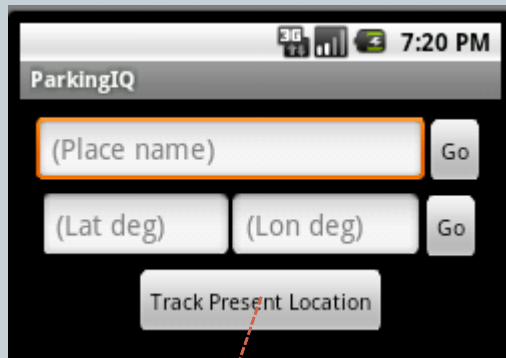 3G 7:20 PM
ParkingIQ
(Place name) Go
(Lat deg) (Lon deg) Go
Track Present Location